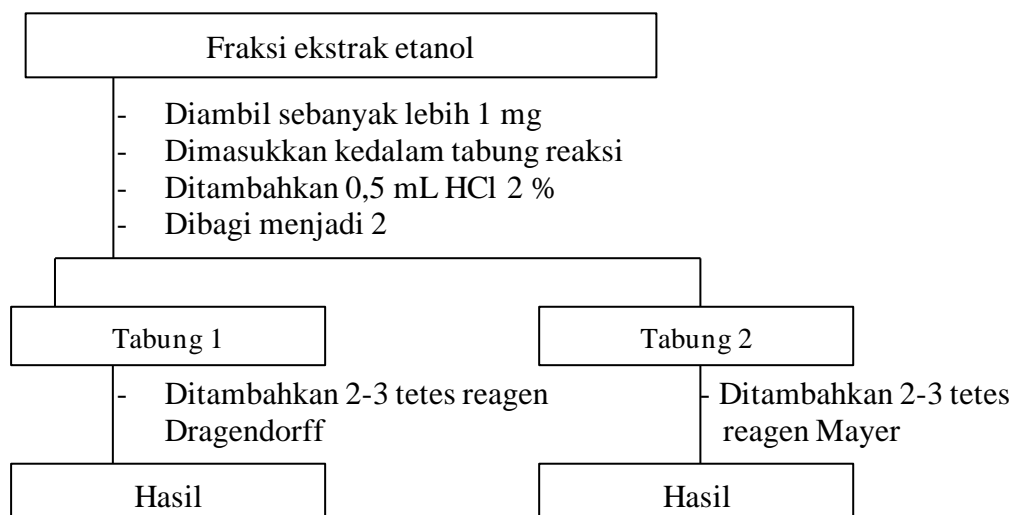 Fraksi ekstrak etanol
- Diambil sebanyak lebih 1 mg
- Dimasukkan kedalam tabung reaksi
- Ditambahkan 0,5 mL HCl 2 %
- Dibagi menjadi 2
Tabung 1
Tabung 2
- Ditambahkan 2-3 tetes reagen
Dragendorff
- Ditambahkan 2-3 tetes
reagen Mayer
Hasil
Hasil